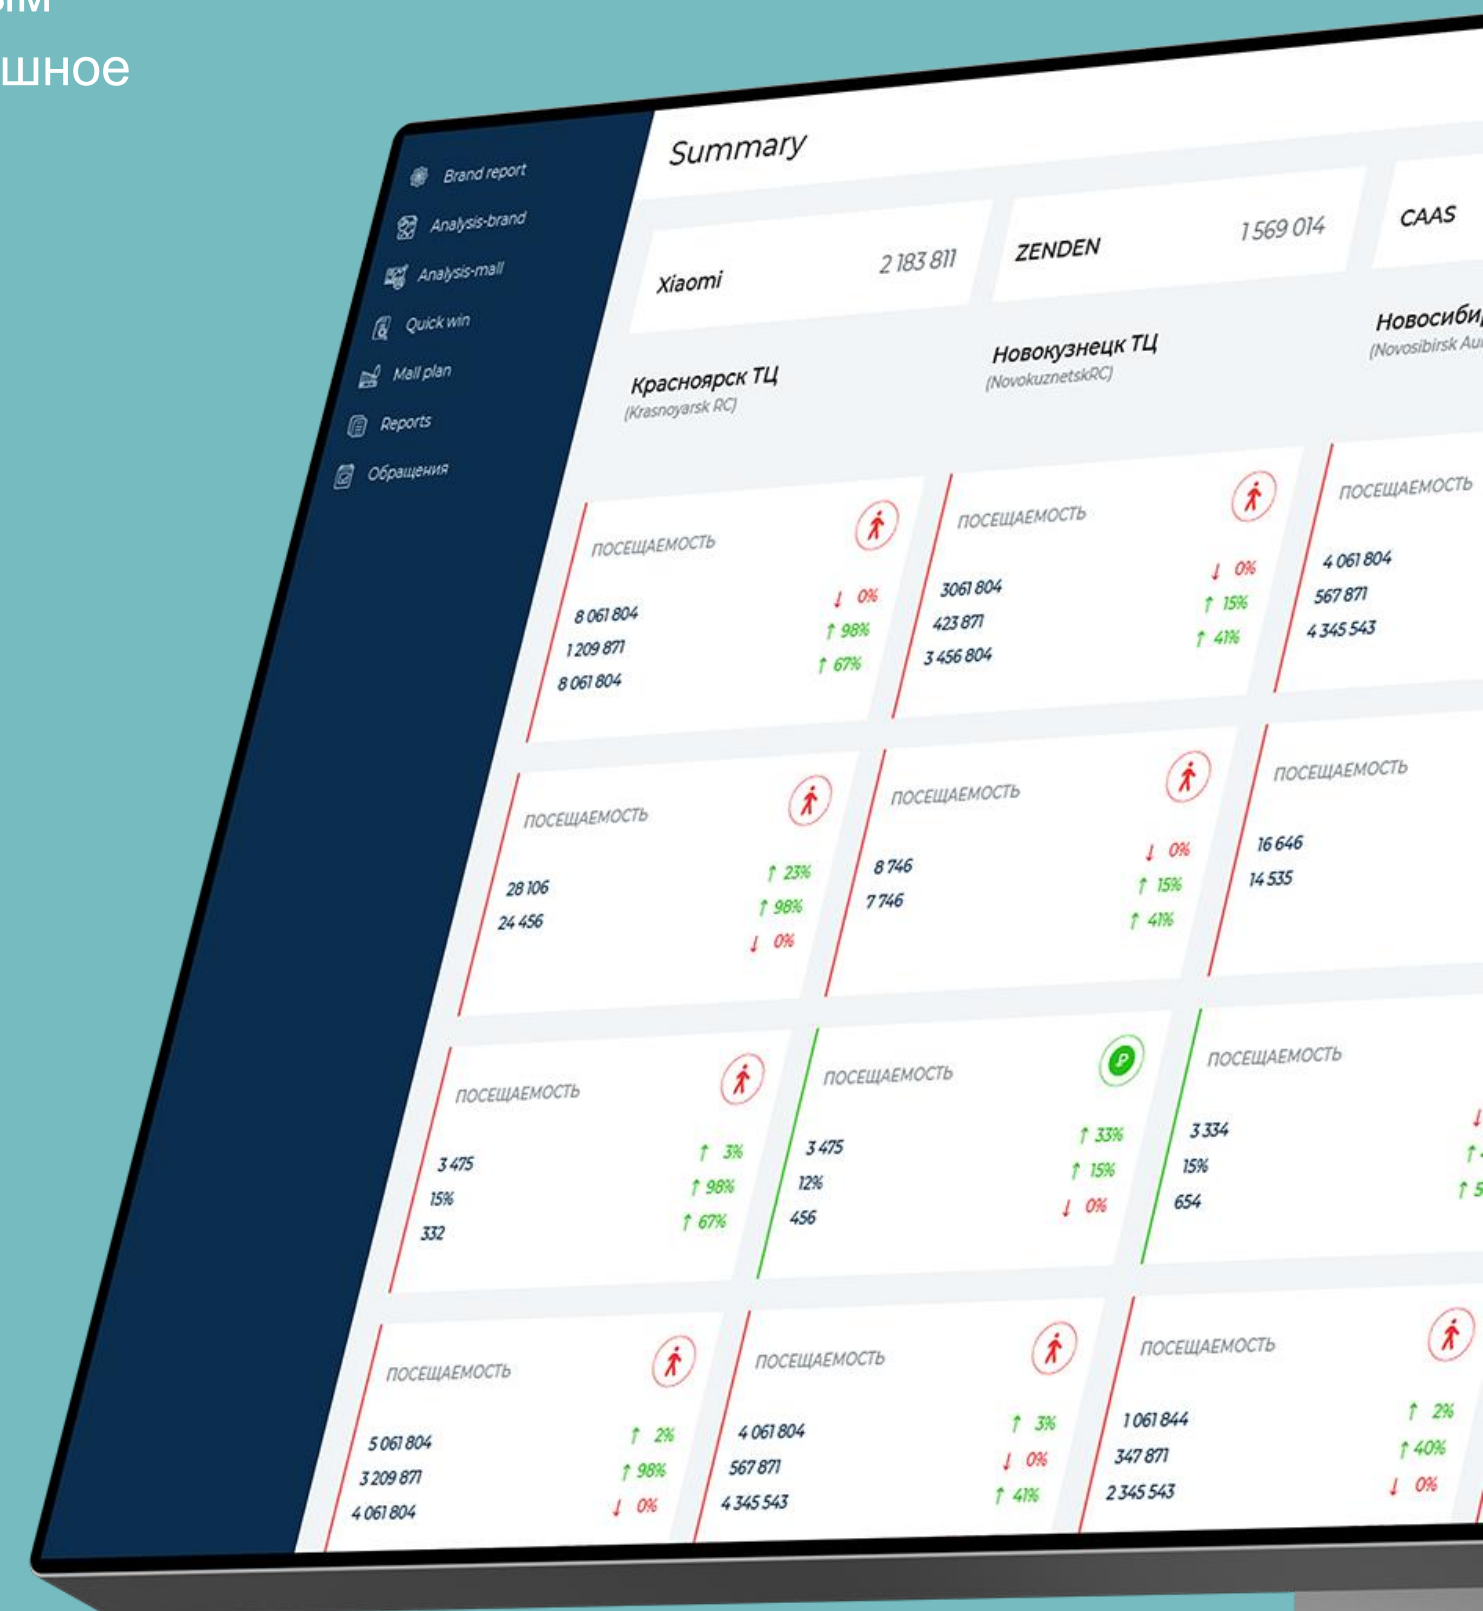 шное
Brand report
Analysis-brand
Analysis-mall
Quick win
Mall plan
Reports
Обращения
Summary
Xiaomi 2 183 811
ZENDEN 1 569 014
CAAS
Красноярск ТЦ
(Krasnoyarsk RC)
Новокузнецк ТЦ
(NovokuznetskRC)
(Novosibirsk
ПОСЕЩАЕМОСТЬ
8 061 804 ↓ 0%
1 209 871 ↑ 98%
8 061 804 ↑ 67%
ПОСЕЩАЕМОСТЬ
3061 804 ↓ 0%
423 871 ↑ 15%
3 456 804 ↑ 41%
ПОСЕЩАЕМОСТЬ
4 061 804
567 871
4 345 543
ПОСЕЩАЕМОСТЬ
28 106 ↑ 23%
24 456 ↑ 98%
↓ 0%
ПОСЕЩАЕМОСТЬ
8 746 ↓ 0%
7 746 ↑ 15%
↑ 41%
ПОСЕЩАЕМОСТЬ
16 646
14 535
ПОСЕЩАЕМОСТЬ
3 475 ↑ 3%
15% ↑ 98%
332 ↑ 67%
ПОСЕЩАЕМОСТЬ
3 475 ↑ 33%
12% ↑ 15%
456 ↓ 0%
ПОСЕЩАЕМОСТЬ
3 334 ↓
15% ↑
654 ↑
ПОСЕЩАЕМОСТЬ
5 061 804 ↑ 2%
3 209 871 ↑ 98%
4 061 804 ↓ 0%
ПОСЕЩАЕМОСТЬ
4 061 804 ↑ 3%
567 871 ↓ 0%
4 345 543 ↑ 41%
ПОСЕЩАЕМОСТЬ
1 061 844 ↑ 2%
347 871 ↑ 40%
2 345 543 ↓ 0%